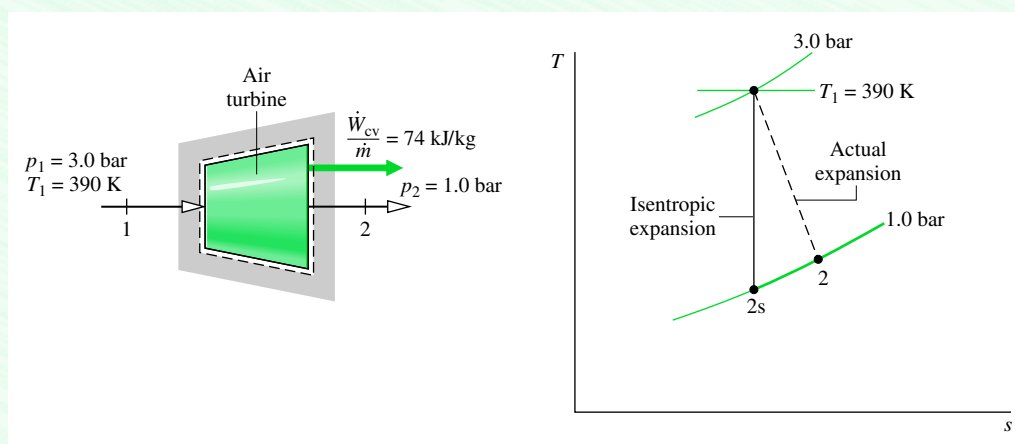 Air
turbine
Ẇcv/ṁ = 74 kJ/kg
p1 = 3.0 bar
T1 = 390 K
p2 = 1.0 bar
1
2
T
3.0 bar
T1 = 390 K
Actual
expansion
Isentropic
expansion
1.0 bar
2
2s
s